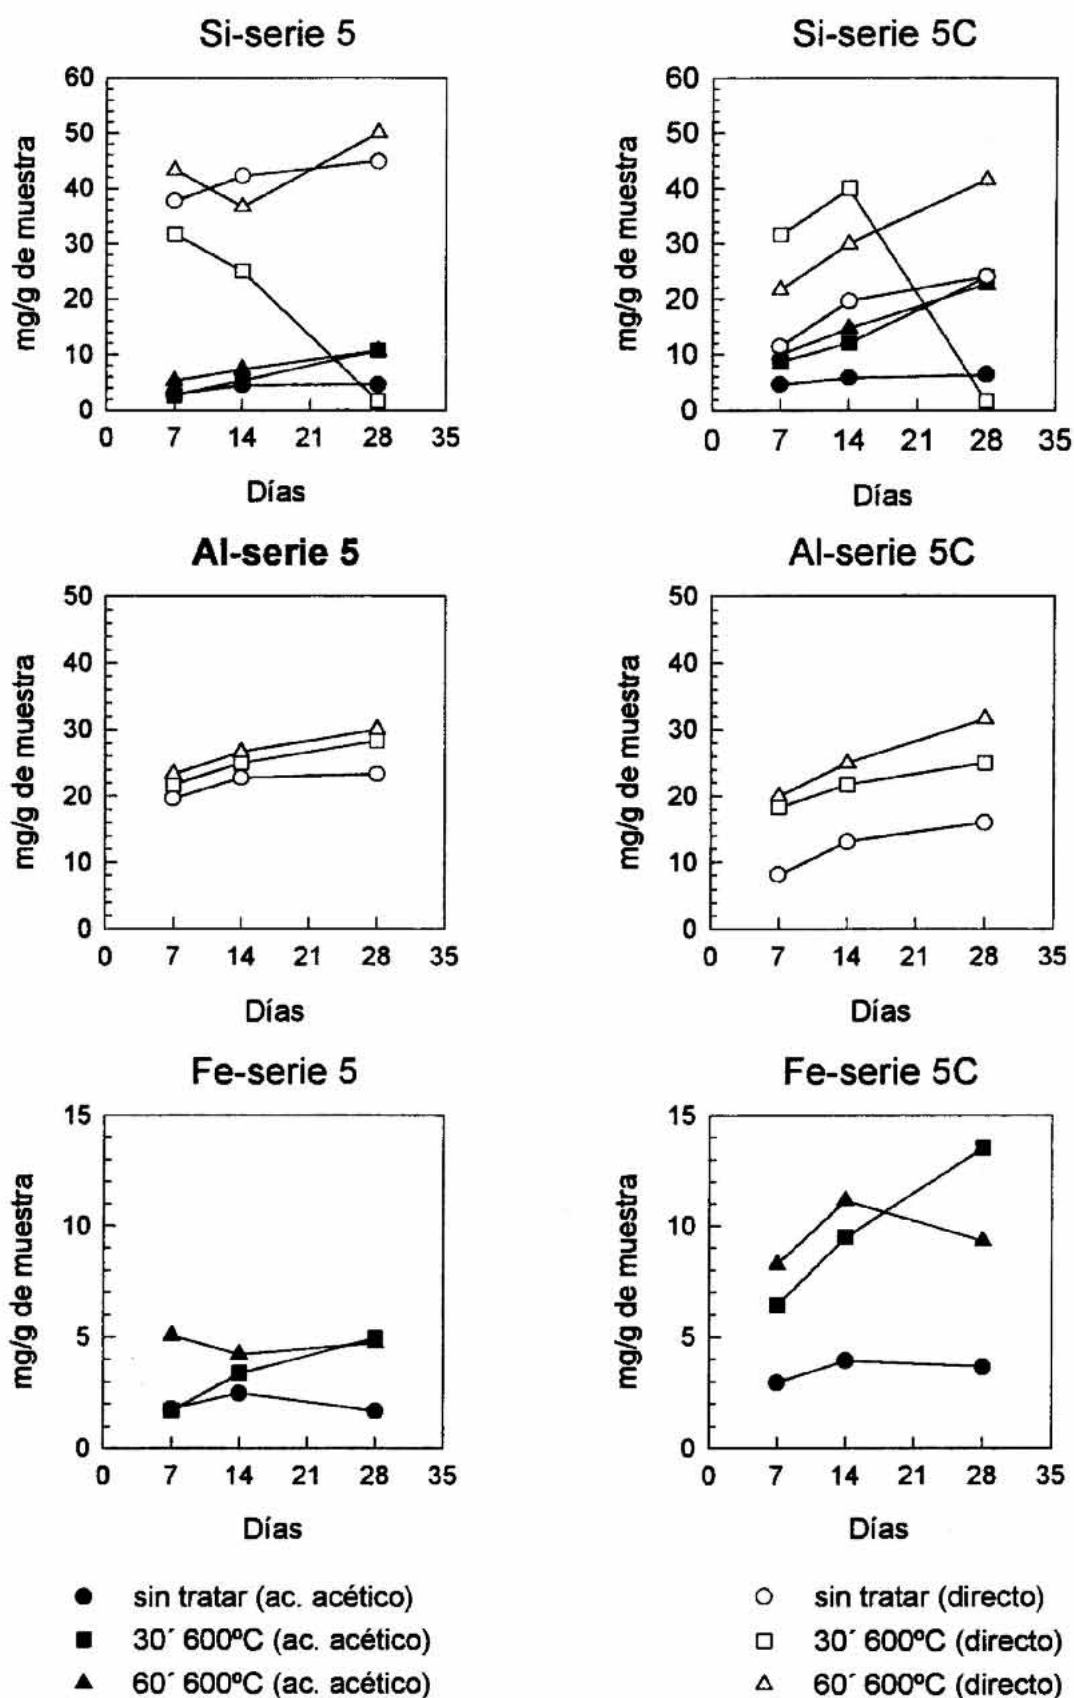 Si-serie 5
60
50
40
30
20
10
0
mg/g de muestra
0 7 14 21 28 35
Días
Si-serie 5C
60
50
40
30
20
10
0
mg/g de muestra
0 7 14 21 28 35
Días
Al-serie 5
50
40
30
20
10
0
mg/g de muestra
0 7 14 21 28 35
Días
Al-serie 5C
50
40
30
20
10
0
mg/g de muestra
0 7 14 21 28 35
Días
Fe-serie 5
15
10
5
0
mg/g de muestra
0 7 14 21 28 35
Días
Fe-serie 5C
15
10
5
0
mg/g de muestra
0 7 14 21 28 35
Días
sin tratar (ac. acético)
30´ 600ºC (ac. acético)
60´ 600ºC (ac. acético)
sin tratar (directo)
30´ 600ºC (directo)
60´ 600ºC (directo)